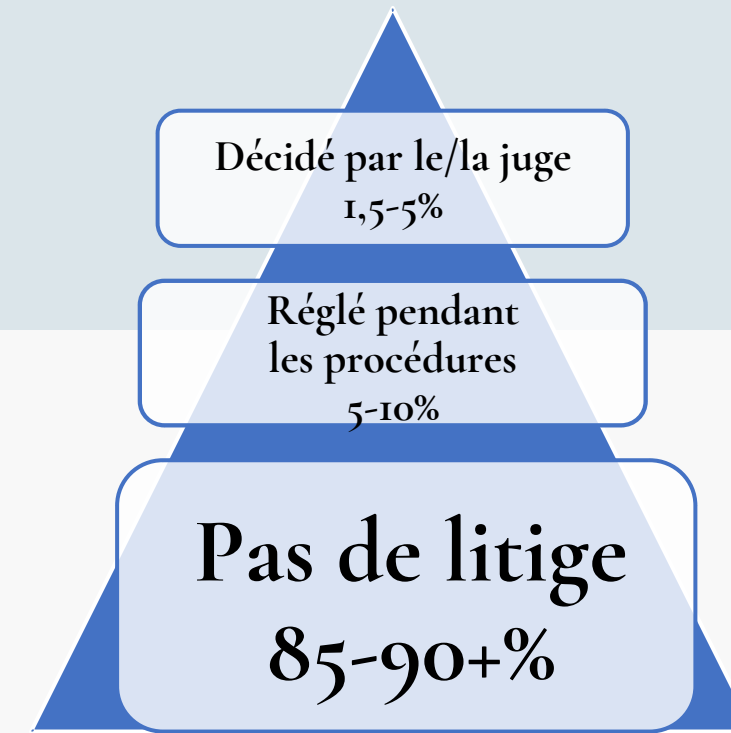 Décidé par le/la juge
1,5-5%
Réglé pendant
les procédures
5-10%
Pas de litige
85-90+%